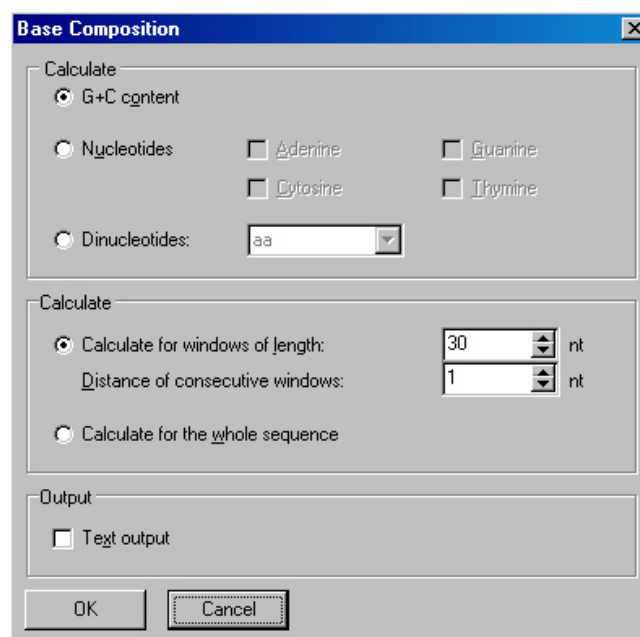 Base Composition
Calculate
G+C content
Nucleotides Adenine Guanine
Cytosine Thymine
Dinucleotides: aa
Calculate
Calculate for windows of length: 30 nt
Distance of consecutive windows: 1 nt
Calculate for the whole sequence
Output
Text output
OK Cancel